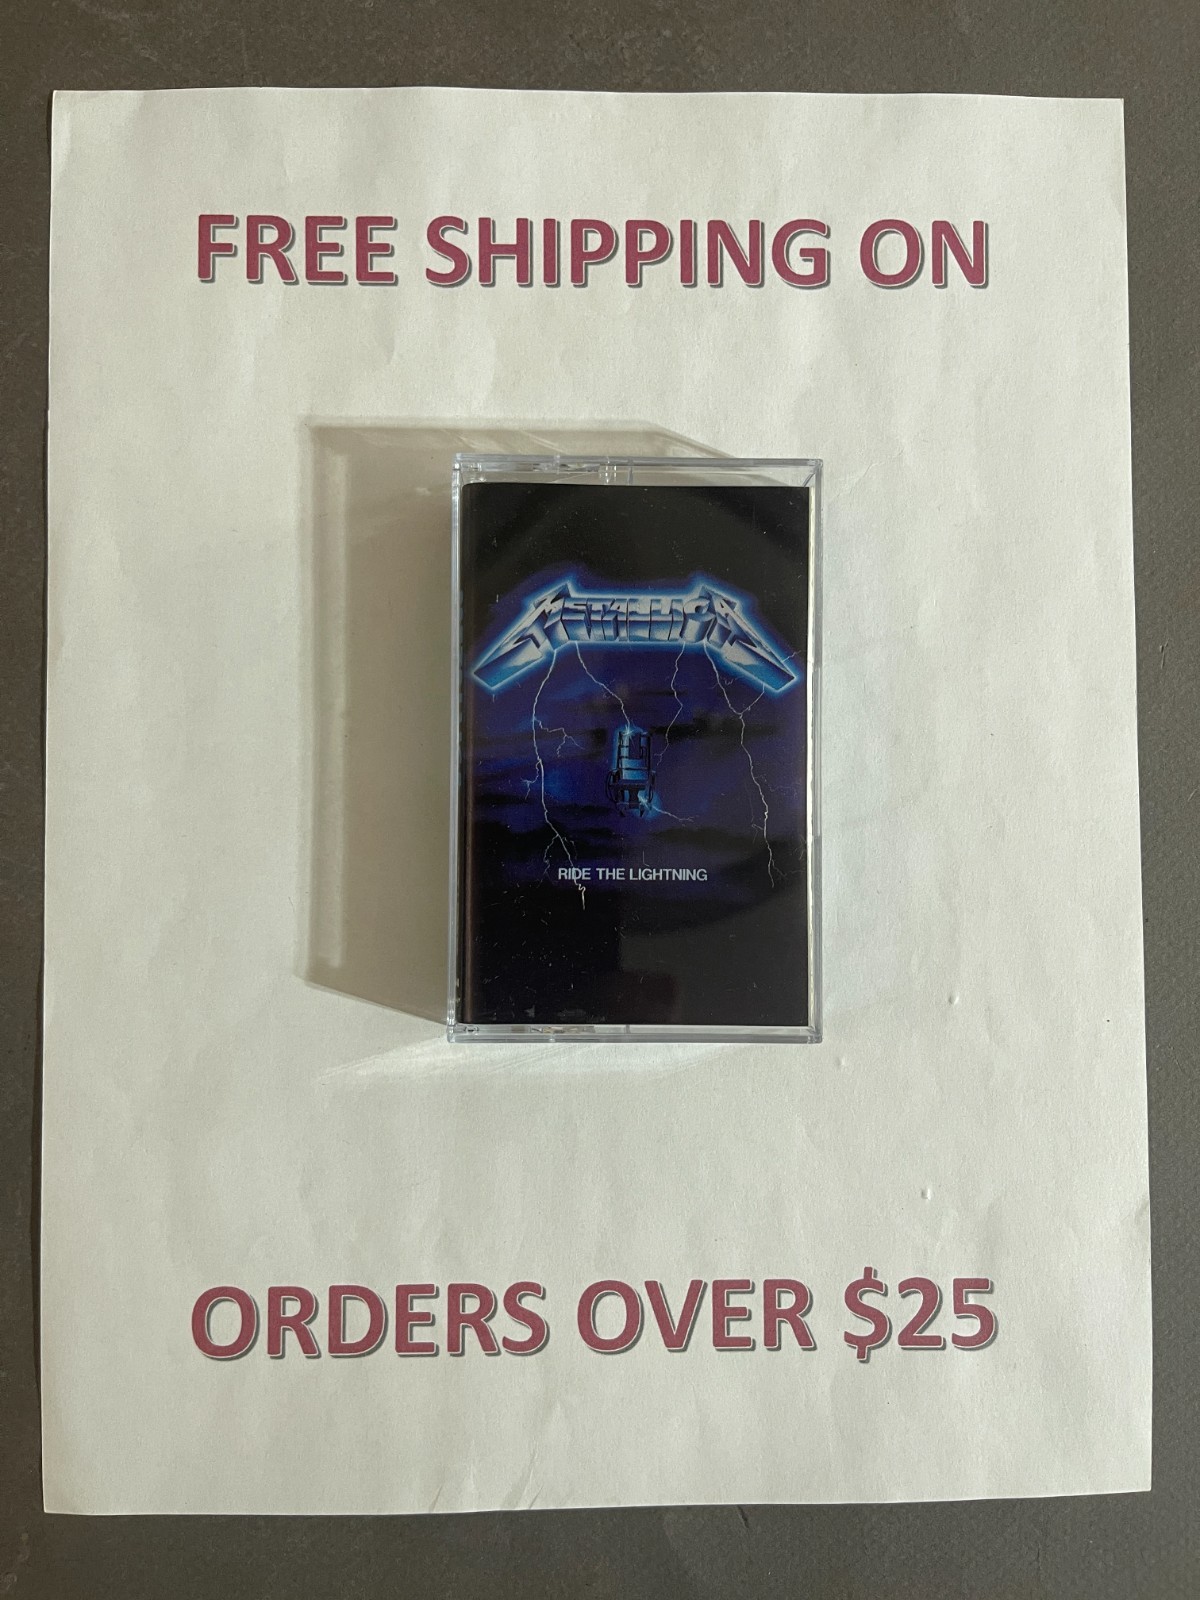 FREE SHIPPING ON
METALLICA
RIDE THE LIGHTNING
ORDERS OVER $25